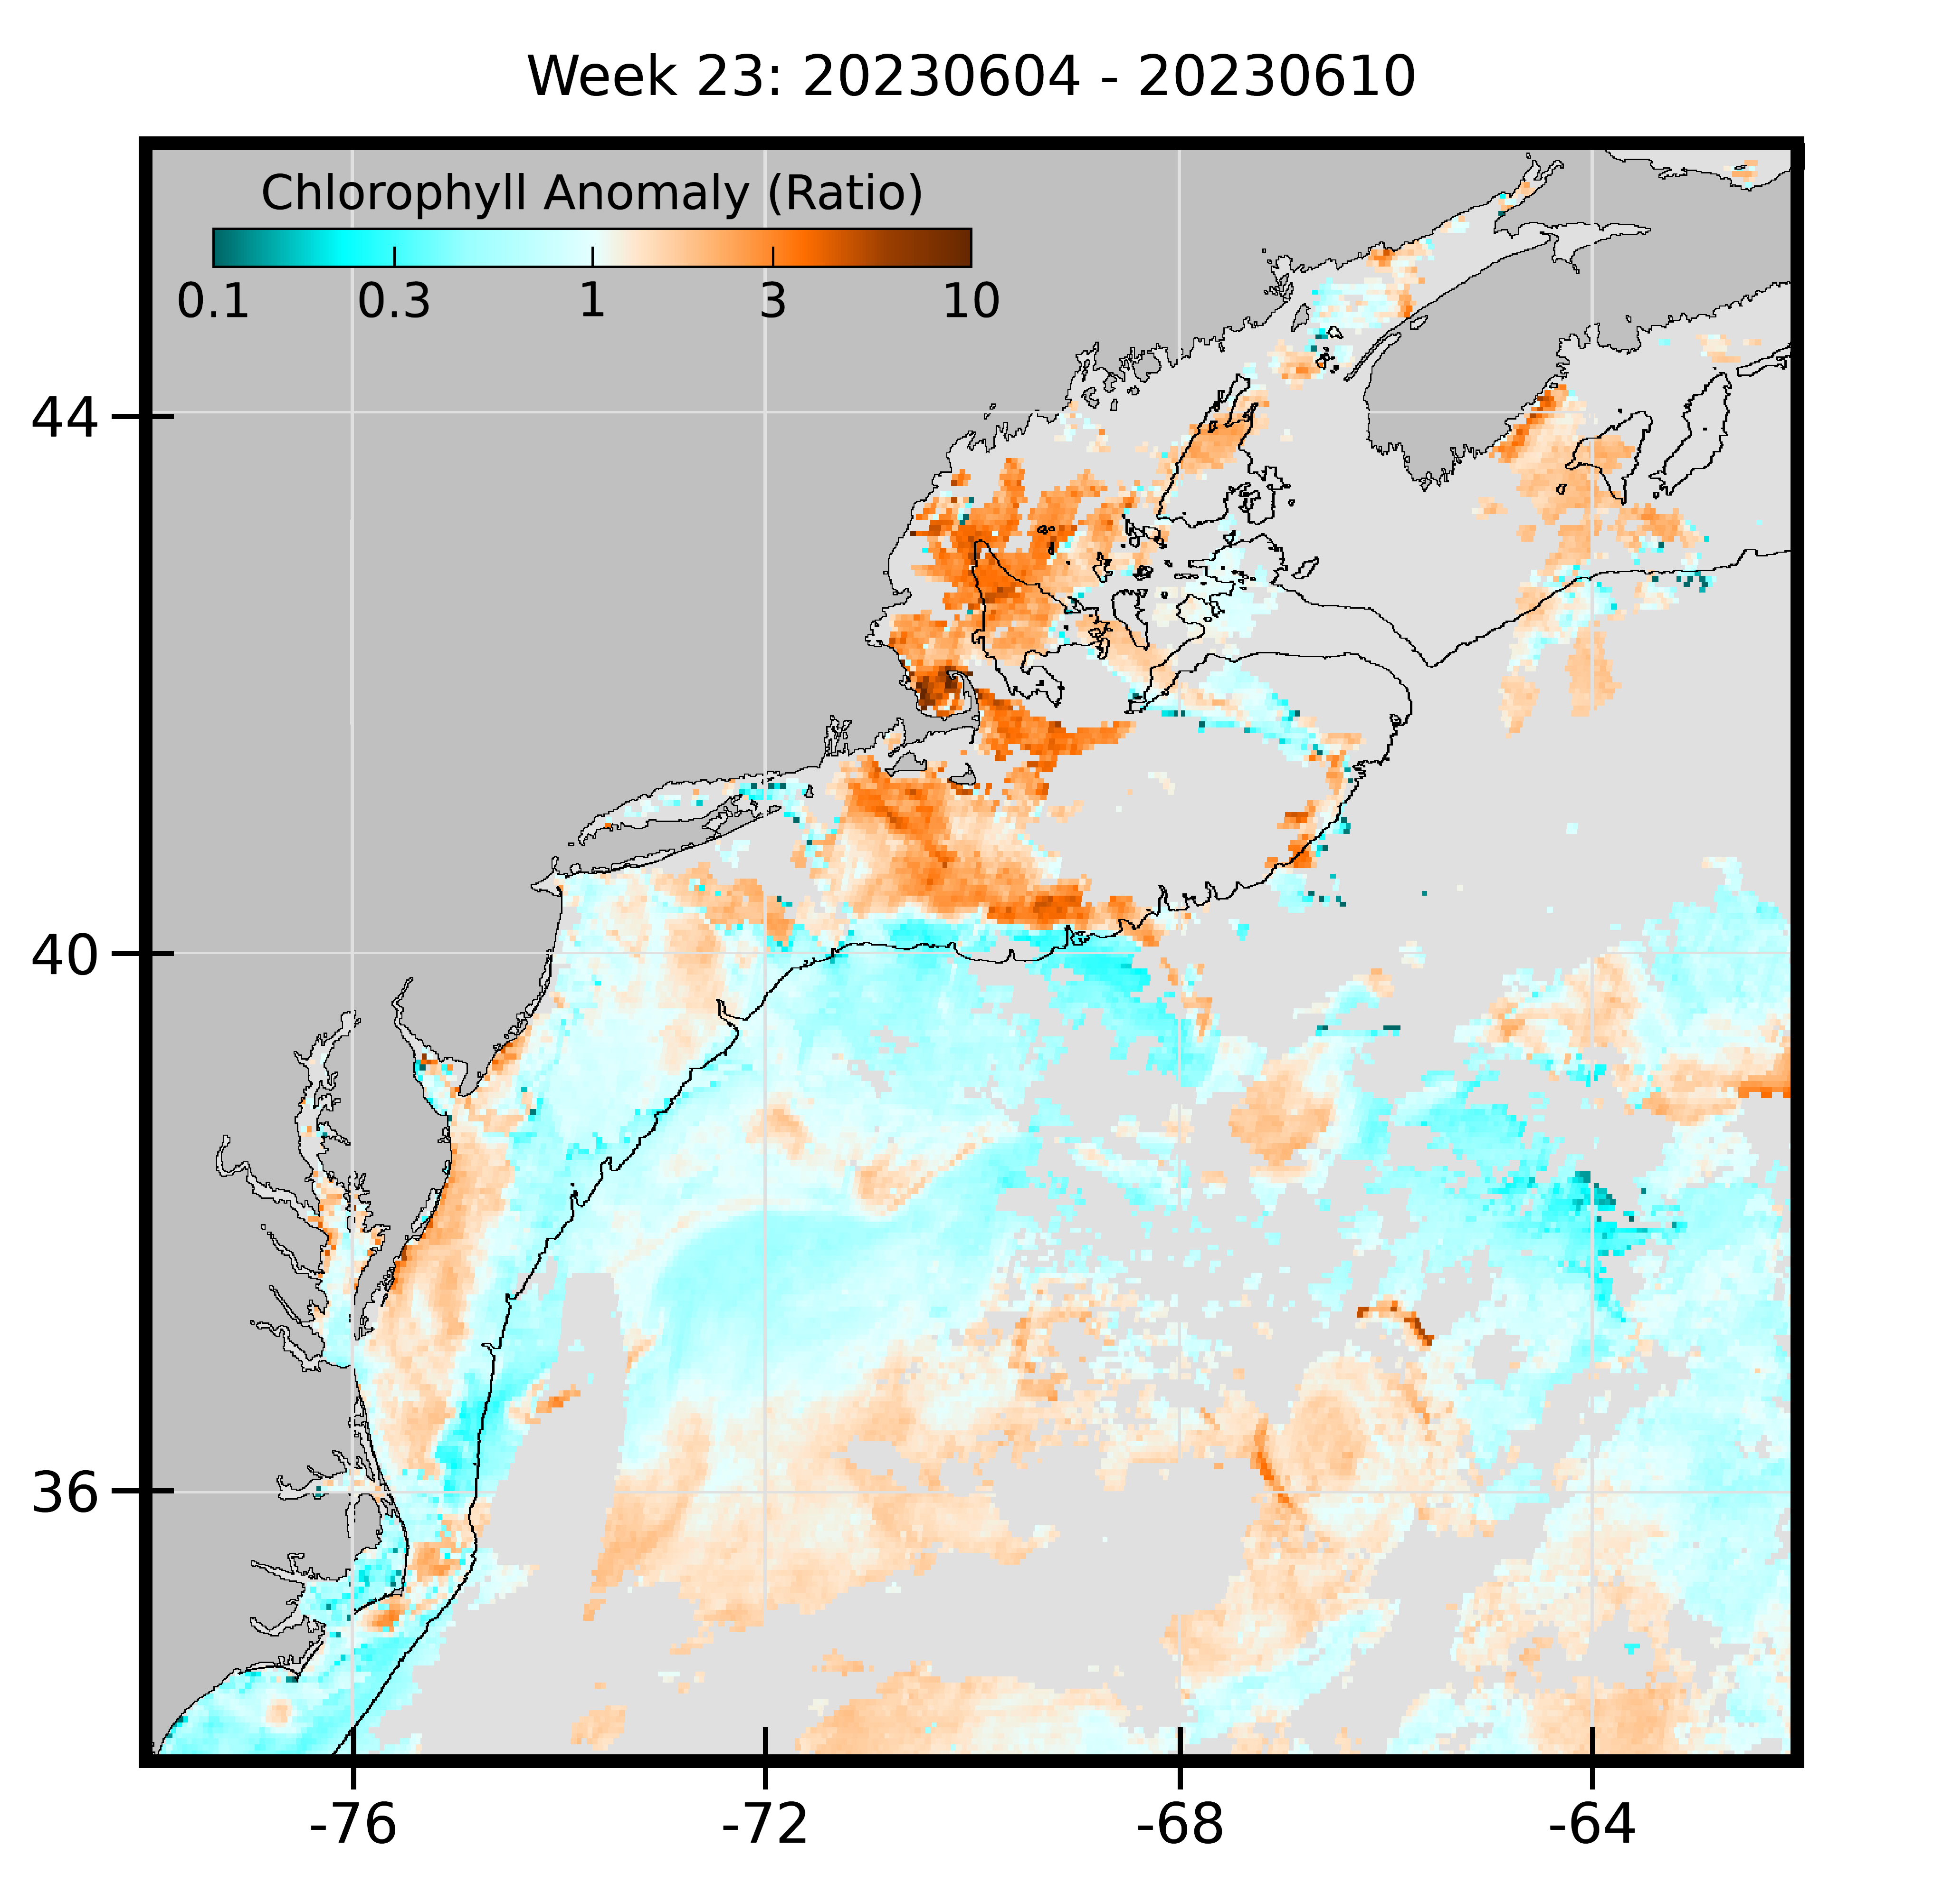 Week 23: 20230604 - 20230610
Chlorophyll Anomaly (Ratio)
0.1 0.3 1 3 10
44
40
36
-76 -72 -68 -64